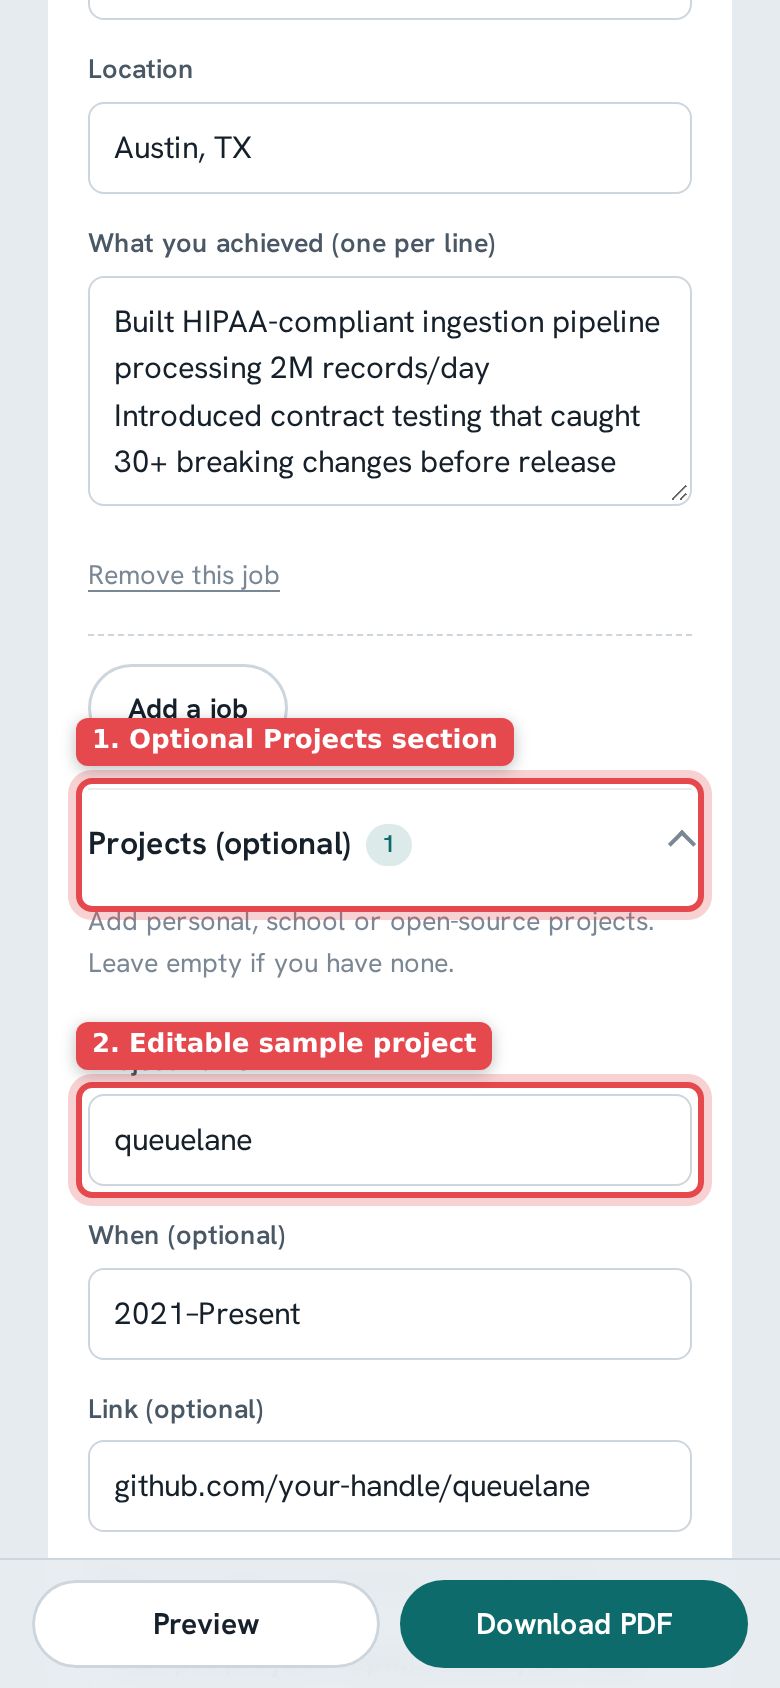 Location
Austin, TX
What you achieved (one per line)
Built HIPAA-compliant ingestion pipeline
processing 2M records/day
Introduced contract testing that caught
30+ breaking changes before release
Remove this job
Add a job
1. Optional Projects section
Projects (optional) 1
Add personal, school or open-source projects.
Leave empty if you have none.
2. Editable sample project
queuelane
When (optional)
2021–Present
Link (optional)
github.com/your-handle/queuelane
Preview
Download PDF